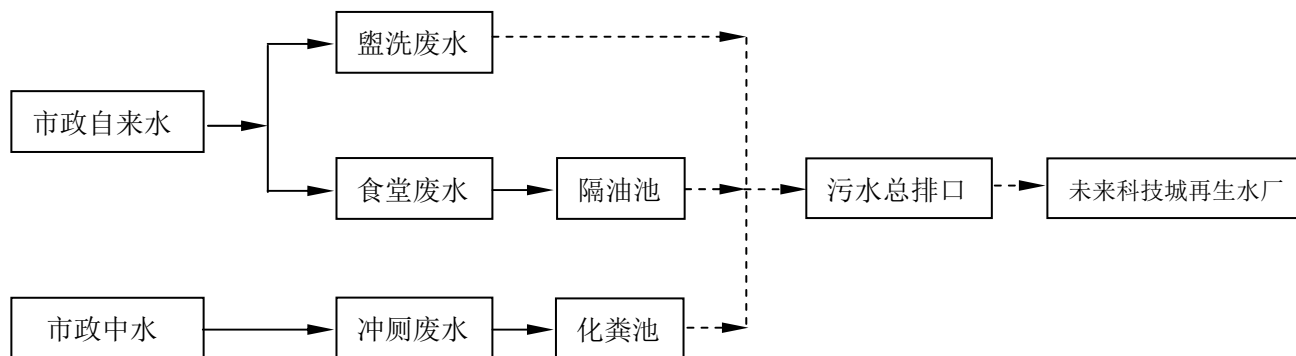 盥洗废水
市政自来水
食堂废水
隔油池
污水总排口
未来科技城再生水厂
市政中水
冲厕废水
化粪池